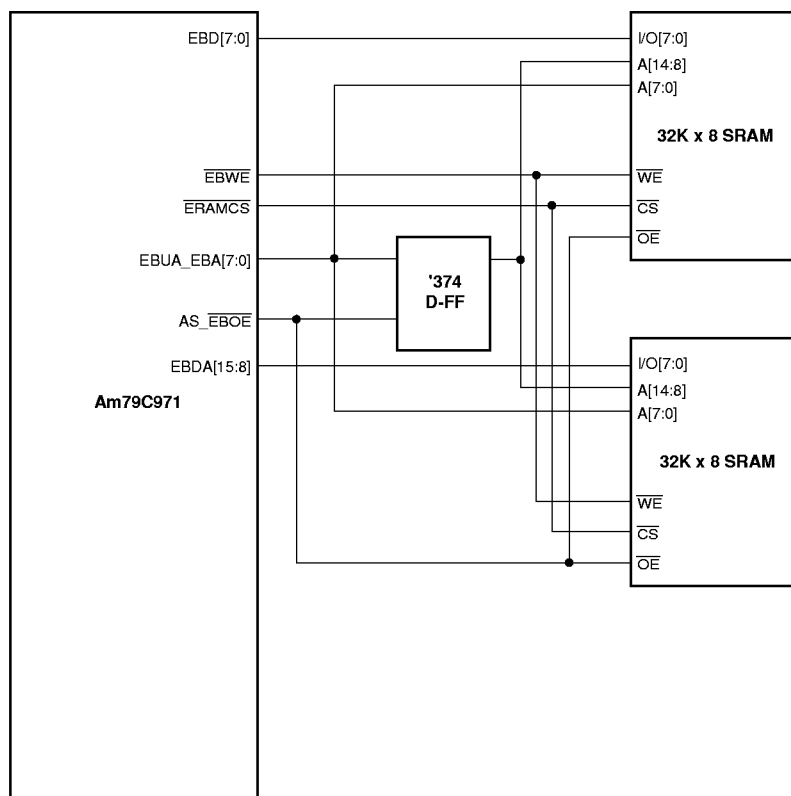 EBD[7:0]
EBWE
ERAMCS
EBUA_EBA[7:0]
AS_EBOE
EBDA[15:8]
Am79C971
'374
D-FF
I/O[7:0]
A[14:8]
A[7:0]
32K x 8 SRAM
WE
CS
OE
I/O[7:0]
A[14:8]
A[7:0]
32K x 8 SRAM
WE
CS
OE